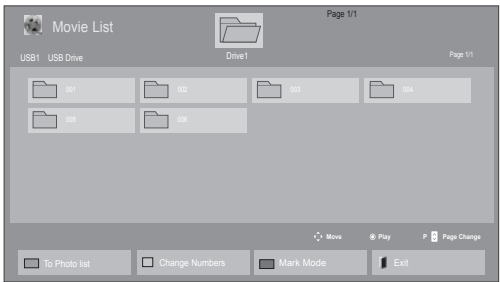 Page 1/1
Movie List
USB1 USB Drive
Drive1
Page 1/1
001 002 003 004
005 006
Move Play P Page Change
To Photo list Change Numbers Mark Mode Exit